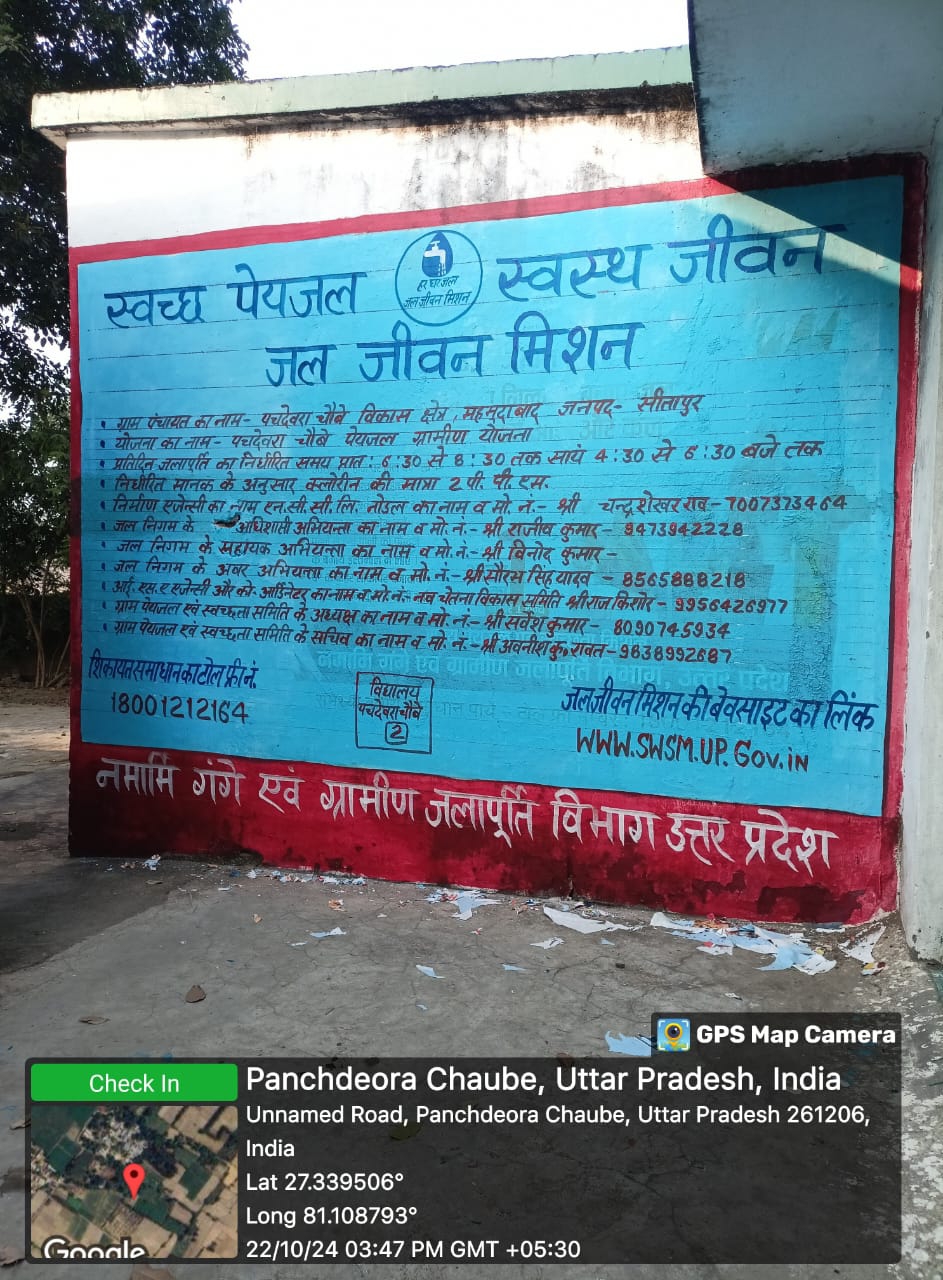 स्वच्छ पेयजल
हर घर जल
जल जीवन मिशन
स्वस्थ जीवन
जल जीवन मिशन
• ग्राम पंचायत का नाम- पचदेवरा चौबे विकास क्षेत्र, महमूदाबाद जनपद- सीतापुर
• योजना का नाम- पचदेवरा चौबे पेयजल ग्रामीण योजना
• प्रतिदिन जलापूर्ति का निर्धारित समय प्रातः 6:30 से 8:30 तक सायं 4:30 से 6:30 बजे तक
• निर्धारित मानक के अनुसार क्लोरीन की मात्रा 2 पी. पी. एम.
• निर्माण एजेन्सी का नाम एन.सी.सी.लि. नोडल का नाम व मो. नं.- श्री चन्द्रशेखर राव- 7007373464
• जल निगम के अधिशासी अभियन्ता का नाम व मो. नं.- श्री राजीव कुमार- 9473942228
• जल निगम के सहायक अभियन्ता का नाम व मो. नं.- श्री विनोद कुमार-
• जल निगम के अवर अभियन्ता का नाम व मो. नं.- श्री सौरभ सिंह यादव - 8565888218
• आई. एस. ए एजेन्सी और को. ऑर्डिनेटर का नाम व मो. नं.- नव चेतना विकास समिति श्री राज किशोर- 9956426977
• ग्राम पेयजल एवं स्वच्छता समिति के अध्यक्ष का नाम व मो. नं.- श्री सर्वेश कुमार- 8090745934
• ग्राम पेयजल एवं स्वच्छता समिति के सचिव का नाम व मो. नं.- श्री अवनीश कु. रावत- 9838992687
शिकायत समाधान का टोल फ्री नं.
18001212164
विद्यालय
पचदेवरा चौबे
2
जल जीवन मिशन की बेवसाइट का लिंक
WWW.SWSM.UP.Gov.iN
नमामि गंगे एवं ग्रामीण जलापूर्ति विभाग उत्तर प्रदेश
GPS Map Camera
Check In
Panchdeora Chaube, Uttar Pradesh, India
Unnamed Road, Panchdeora Chaube, Uttar Pradesh 261206,
India
Lat 27.339506°
Long 81.108793°
22/10/24 03:47 PM GMT +05:30
Google